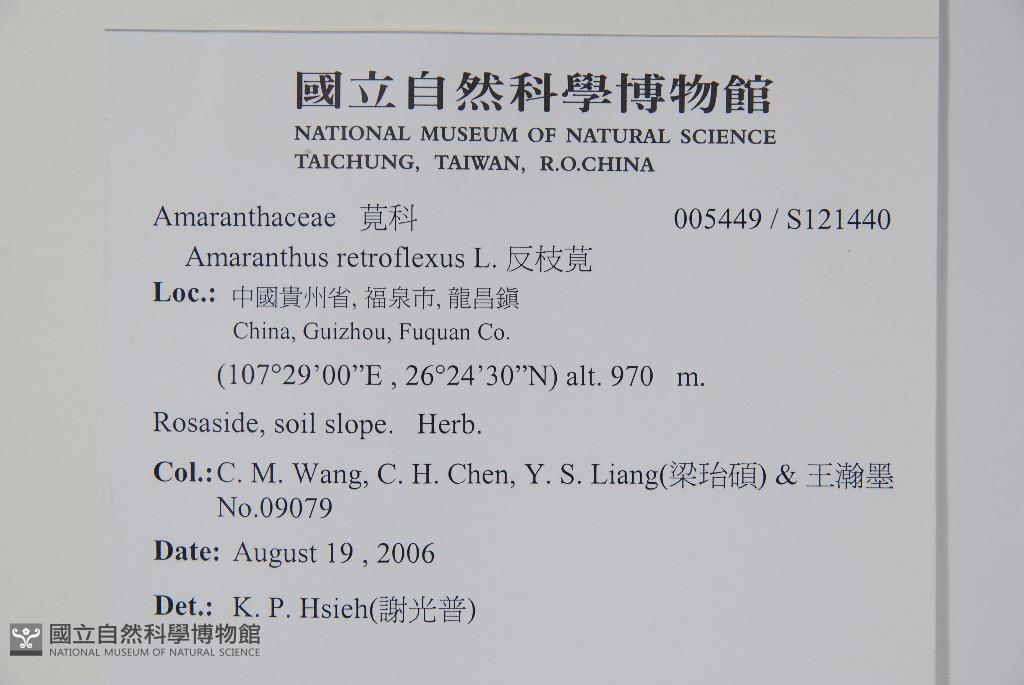 國立自然科學博物館
NATIONAL MUSEUM OF NATURAL SCIENCE
TAICHUNG, TAIWAN, R.O.CHINA
Amaranthaceae 莧科 005449 / S121440
Amaranthus retroflexus L. 反枝莧
Loc.: 中國貴州省, 福泉市, 龍昌鎮
China, Guizhou, Fuquan Co.
(107°29’00”E , 26°24’30”N) alt. 970 m.
Rosaside, soil slope. Herb.
Col.: C. M. Wang, C. H. Chen, Y. S. Liang(梁珆碩) & 王瀚墨
No.09079
Date: August 19 , 2006
Det.: K. P. Hsieh(謝光普)
國立自然科學博物館
NATIONAL MUSEUM OF NATURAL SCIENCE